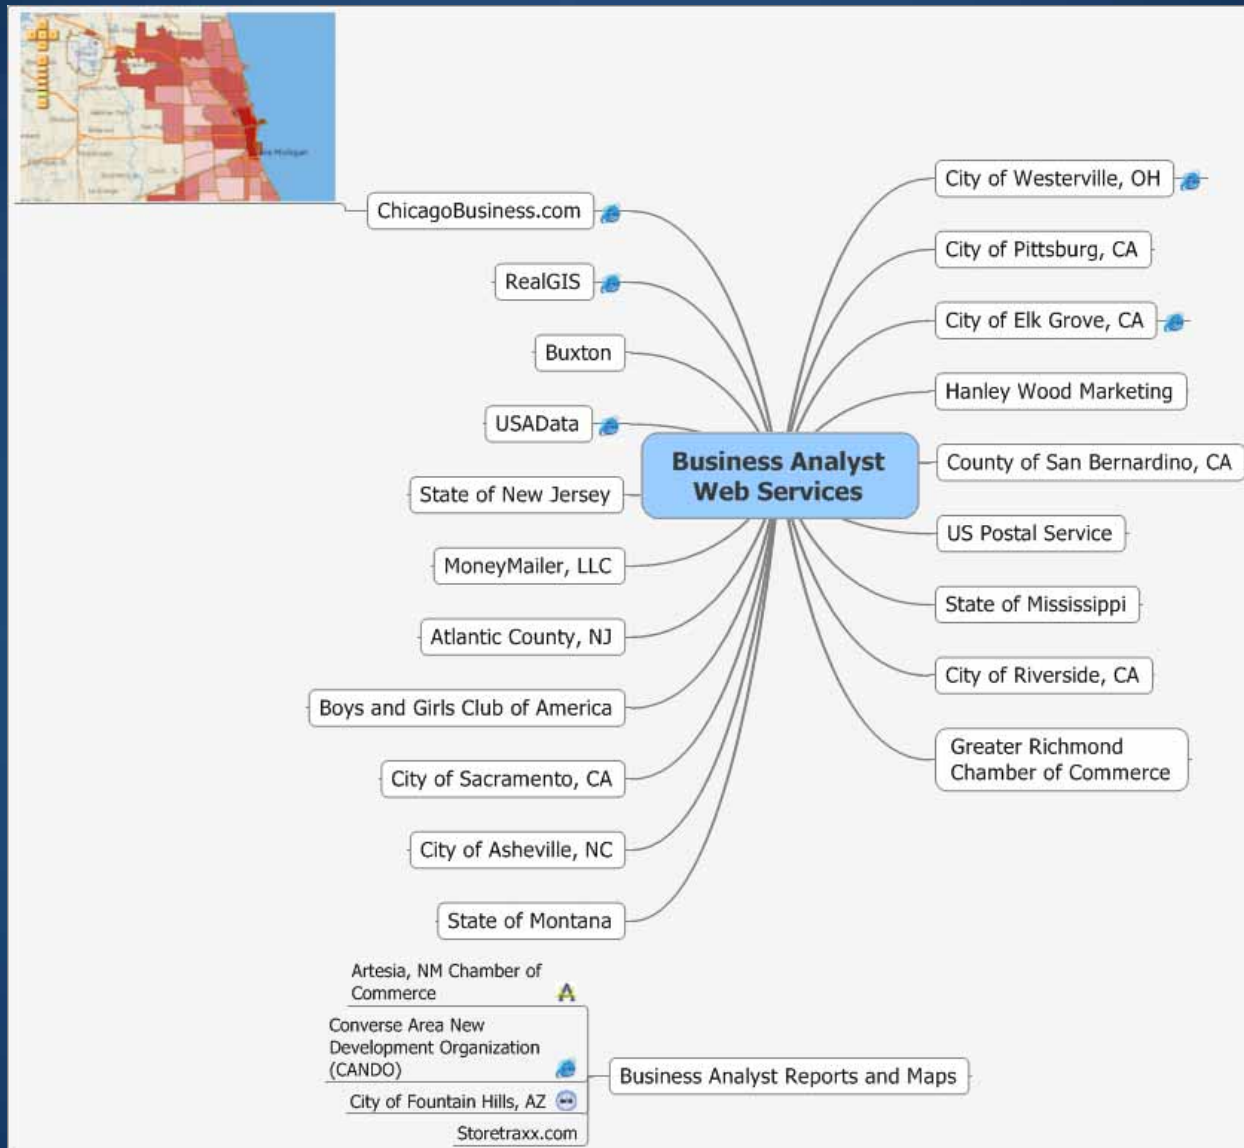 ChicagoBusiness.com
RealGIS
Buxton
USAData
State of New Jersey
MoneyMailer, LLC
Atlantic County, NJ
Boys and Girls Club of America
City of Sacramento, CA
City of Asheville, NC
State of Montana
Business Analyst
Web Services
City of Westerville, OH
City of Pittsburg, CA
City of Elk Grove, CA
Hanley Wood Marketing
County of San Bernardino, CA
US Postal Service
State of Mississippi
City of Riverside, CA
Greater Richmond
Chamber of Commerce
Artesia, NM Chamber of
Commerce
Converse Area New
Development Organization
(CANDO)
City of Fountain Hills, AZ
Storetraxx.com
Business Analyst Reports and Maps